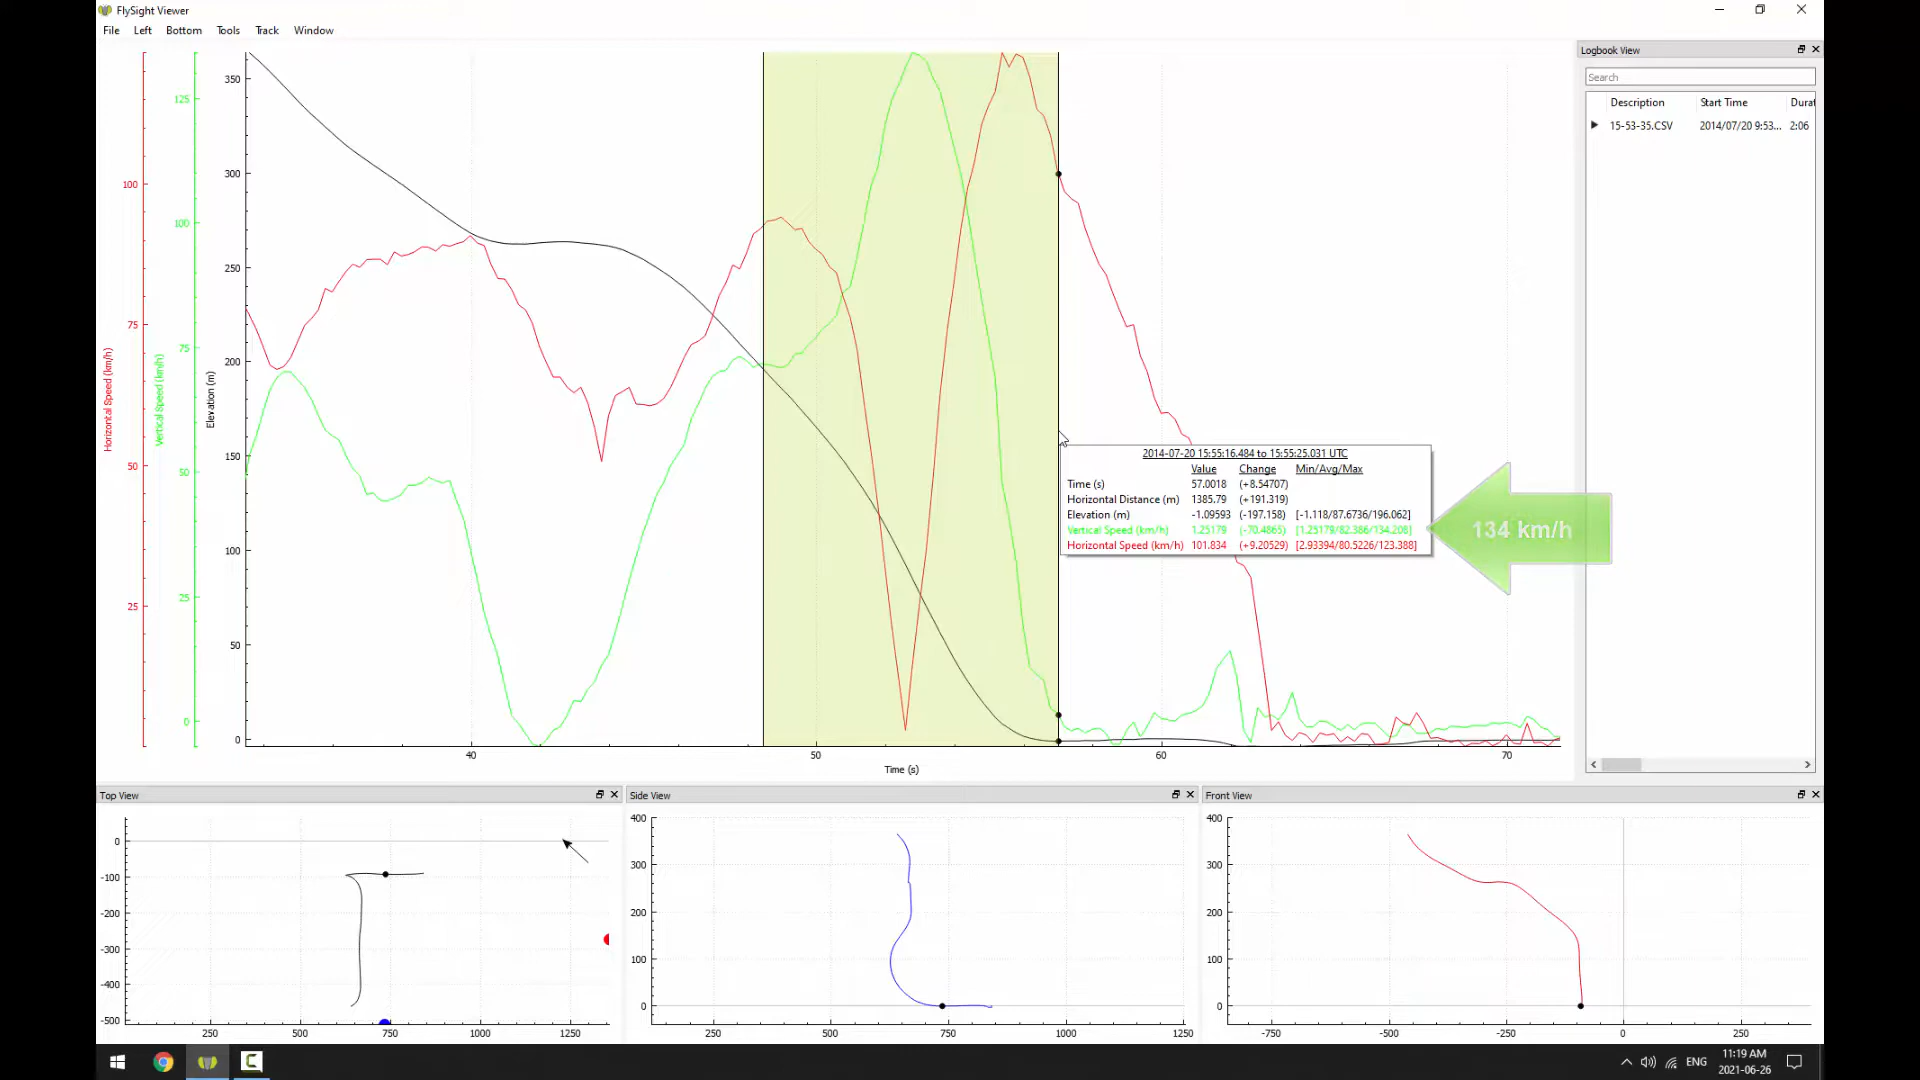 FlySight Viewer
File Left Bottom Tools Track Window
Logbook View
Search
Description Start Time Durat
15-53-35.CSV 2014/07/20 9:53... 2:06
Horizontal Speed (km/h)
100
75
50
25
Vertical Speed (km/h)
125
100
75
50
25
0
Elevation (m)
350
300
250
200
150
100
50
0
40 50 60 70
Time (s)
2014-07-20 15:55:16.484 to 15:55:25.031 UTC
Value Change Min/Avg/Max
Time (s) 57.0018 (+8.54707)
Horizontal Distance (m) 1385.79 (+191.319)
Elevation (m) -1.09593 (-197.158) [-1.118/87.6736/196.062]
Vertical Speed (km/h) 1.25179 (-70.4865) [1.25179/82.386/134.208]
Horizontal Speed (km/h) 101.834 (+9.20529) [2.93394/80.5226/123.388]
134 km/h
Top View
0
-100
-200
-300
-400
-500
250 500 750 1000 1250
Side View
400
300
200
100
0
250 500 750 1000 1250
Front View
400
300
200
100
0
-750 -500 -250 0 250
ENG
11:19 AM
2021-06-26